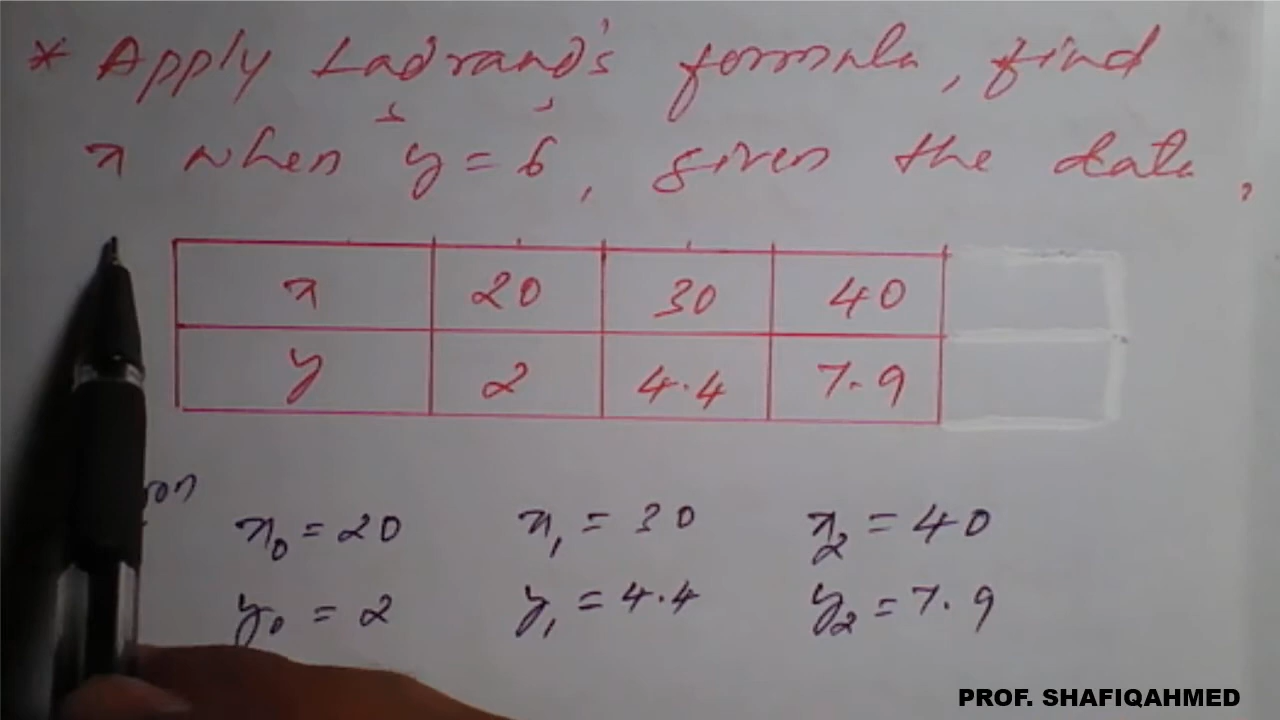 * Apply Lagrang's formula, find
x when y = 6, given the data,
x 20 30 40
y 2 4.4 7.9
x₀ = 20 x₁ = 30 x₂ = 40
y₀ = 2 y₁ = 4.4 y₂ = 7.9
PROF. SHAFIQAHMED